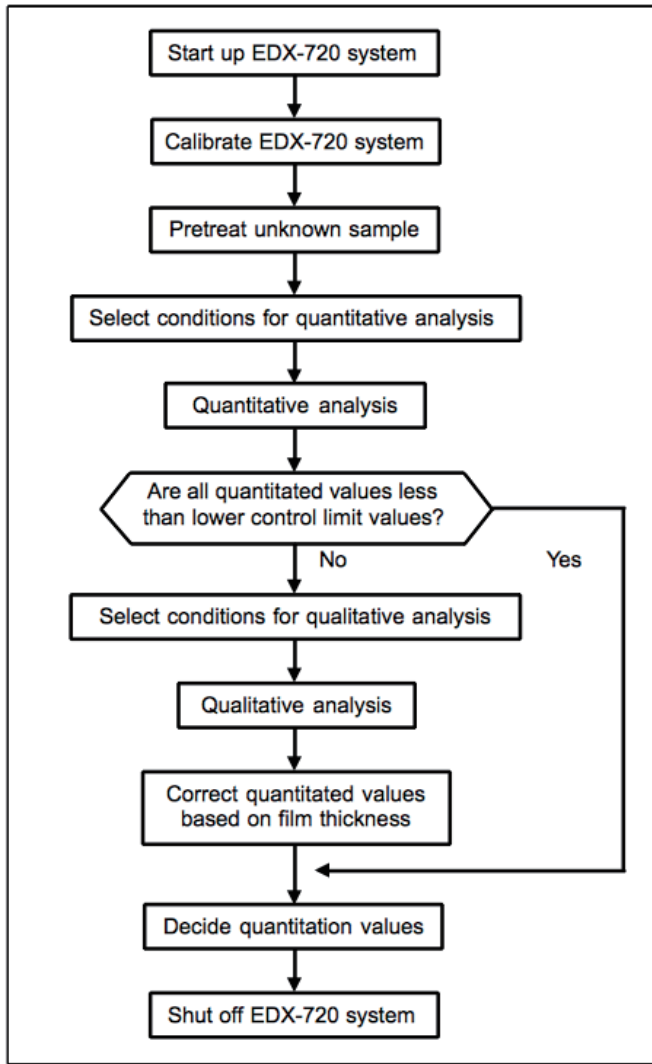 Start up EDX-720 system
Calibrate EDX-720 system
Pretreat unknown sample
Select conditions for quantitative analysis
Quantitative analysis
Are all quantitated values less
than lower control limit values?
No
Yes
Select conditions for qualitative analysis
Qualitative analysis
Correct quantitated values
based on film thickness
Decide quantitation values
Shut off EDX-720 system